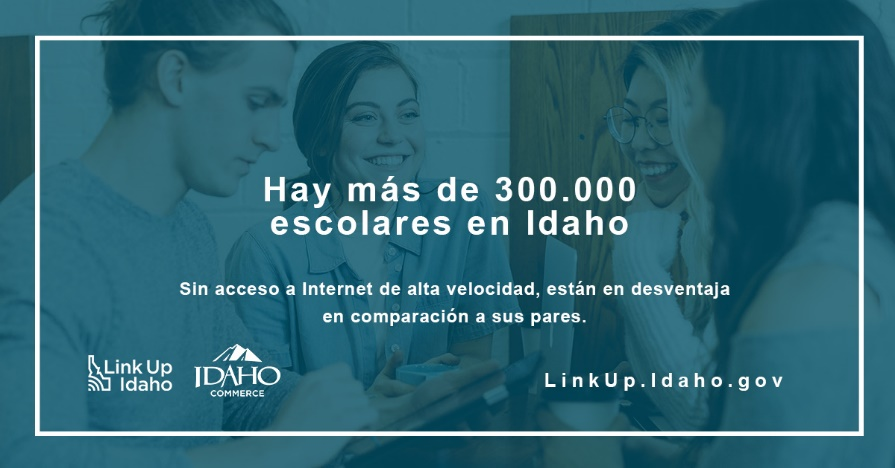 Hay más de 300.000
escolares en Idaho
Sin acceso a Internet de alta velocidad, están en desventaja
en comparación a sus pares.
Link Up
Idaho
IDAHO
COMMERCE
LinkUp.Idaho.gov